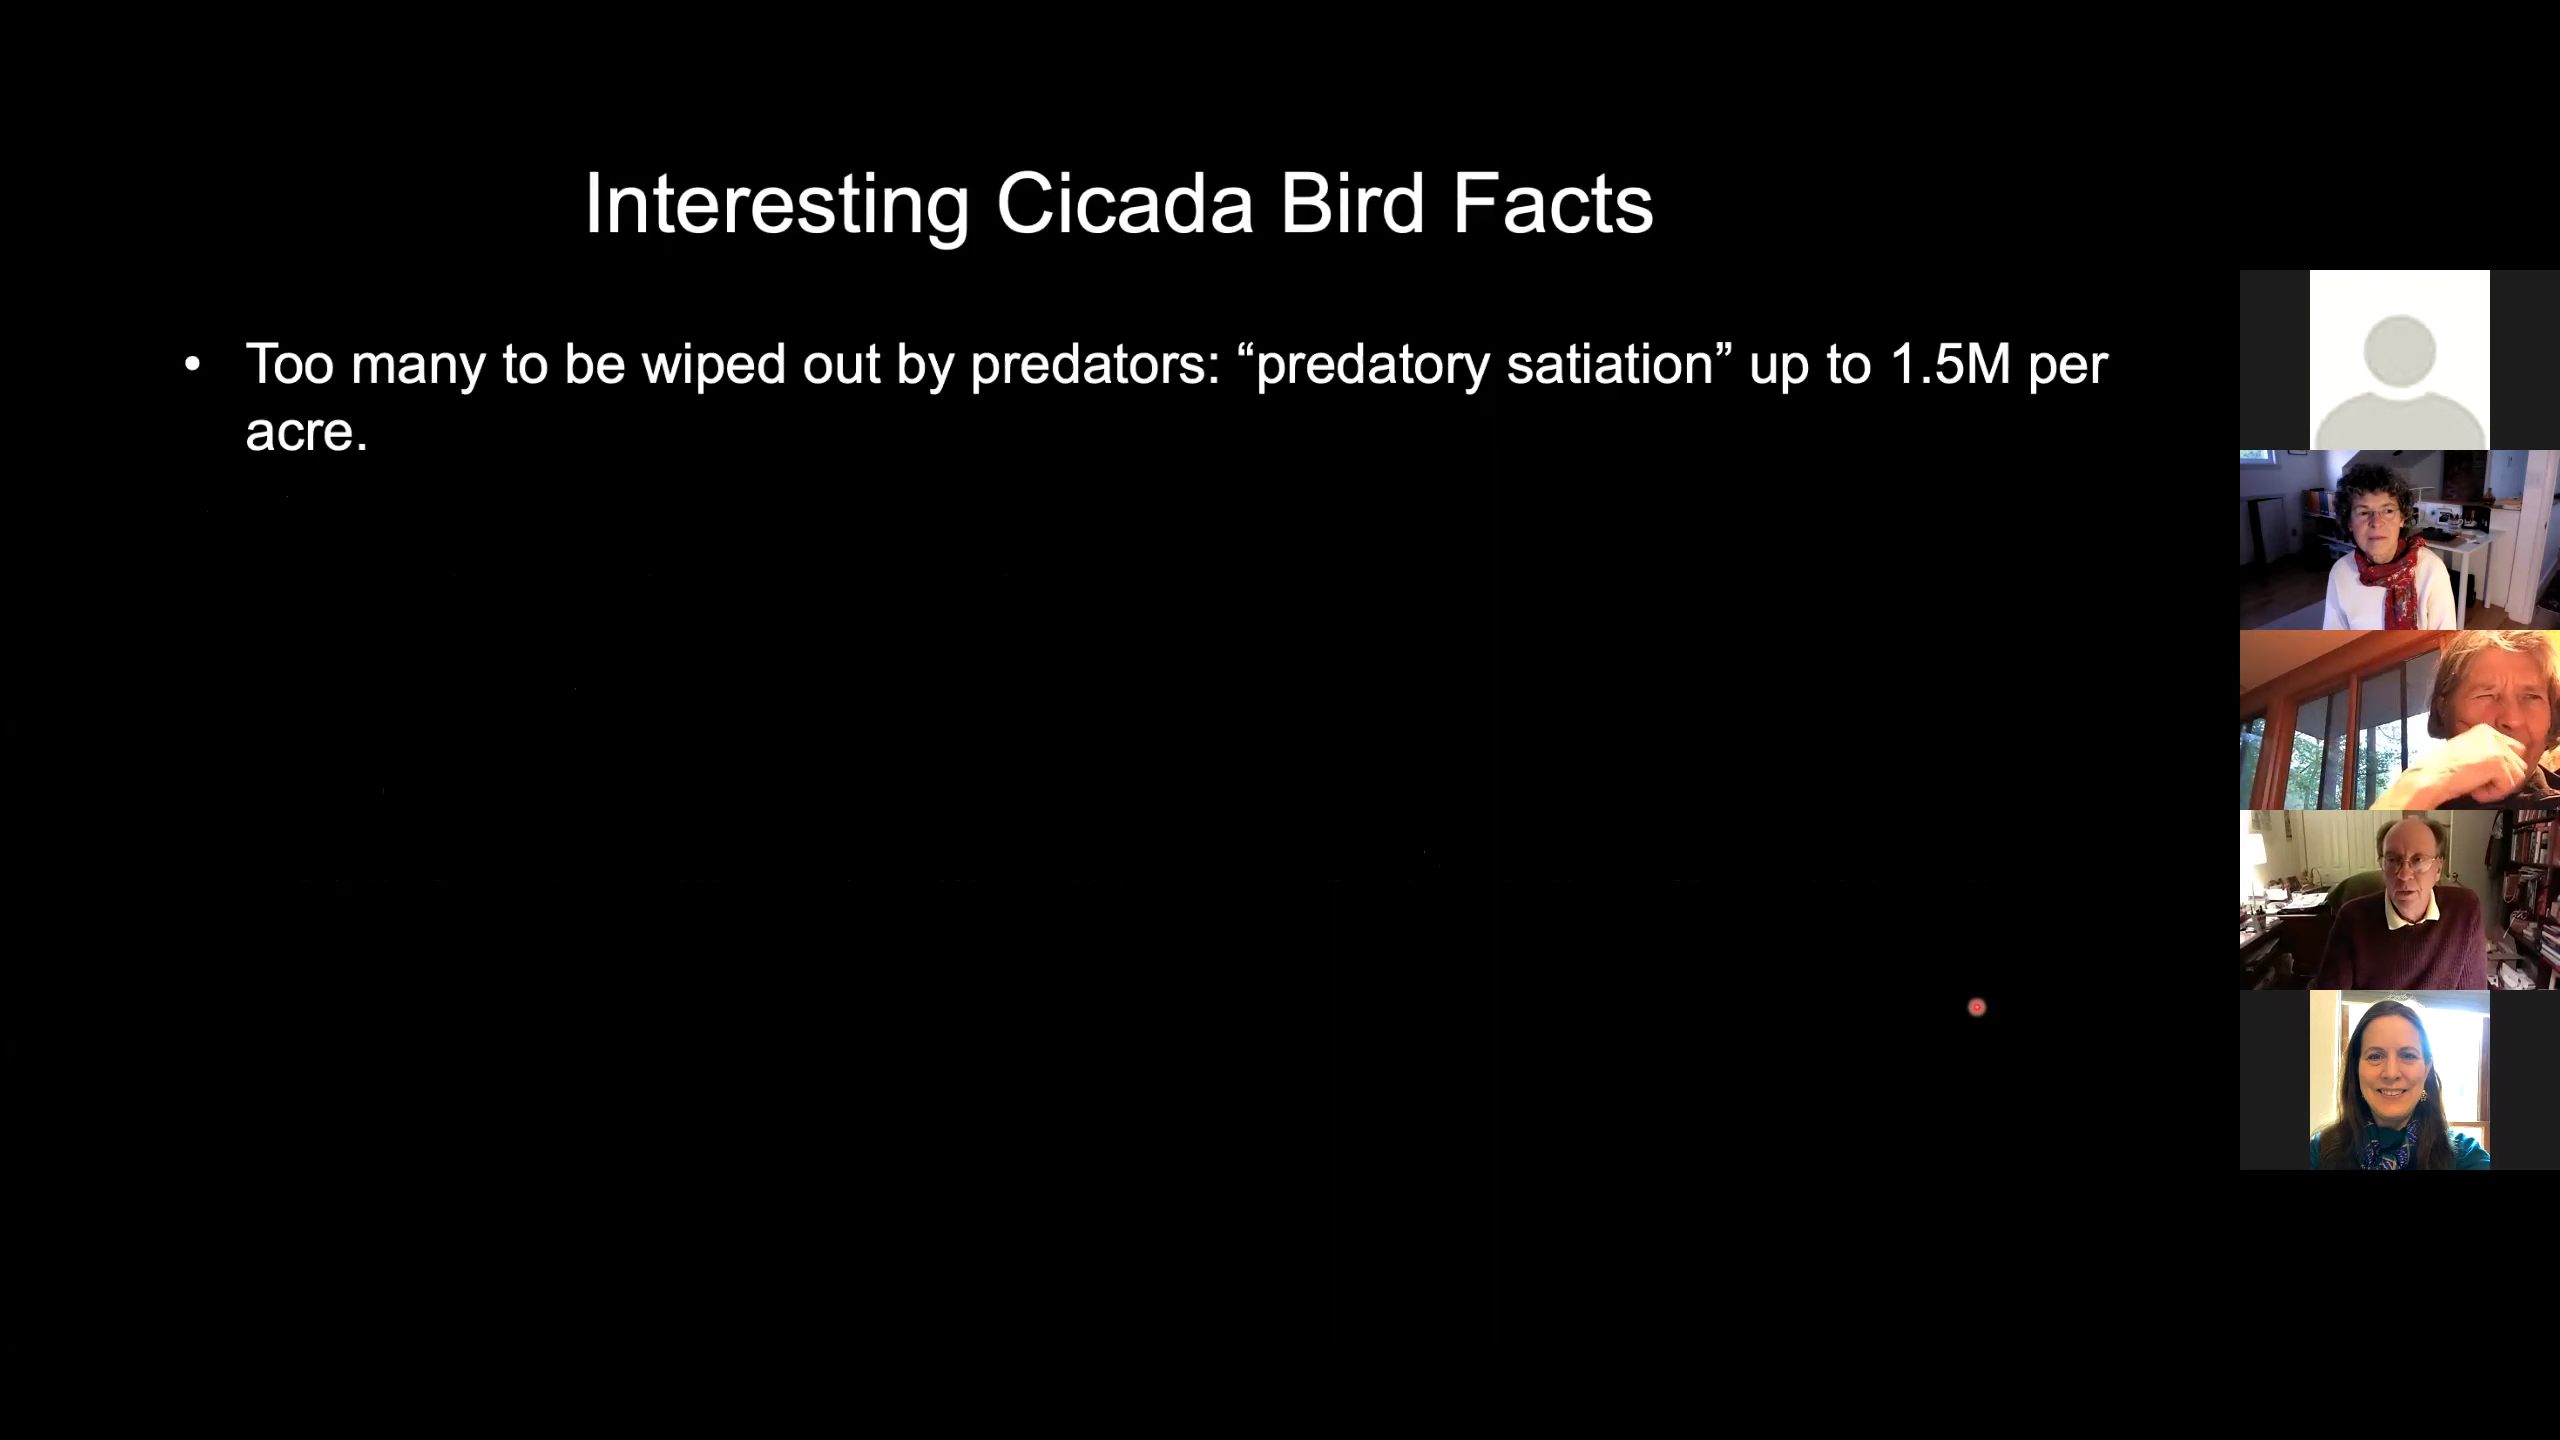 Interesting Cicada Bird Facts
• Too many to be wiped out by predators: “predatory satiation” up to 1.5M per
acre.